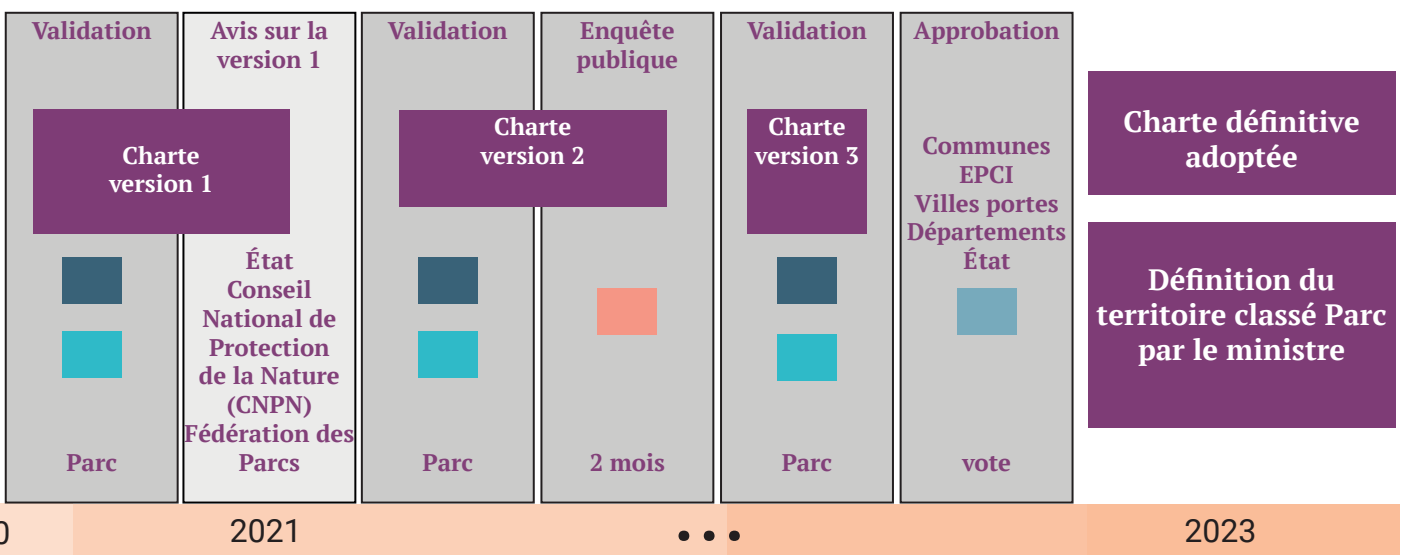 Validation
Avis sur la
version 1
Validation
Enquête
publique
Validation
Approbation
Charte
version 1
Charte
version 2
Charte
version 3
Communes
EPCI
Villes portes
Départements
État
Charte définitive
adoptée
État
Conseil
National de
Protection
de la Nature
(CNPN)
Fédération des
Parcs
Définition du
territoire classé Parc
par le ministre
Parc
Parc
2 mois
Parc
vote
0
2021
...
2023